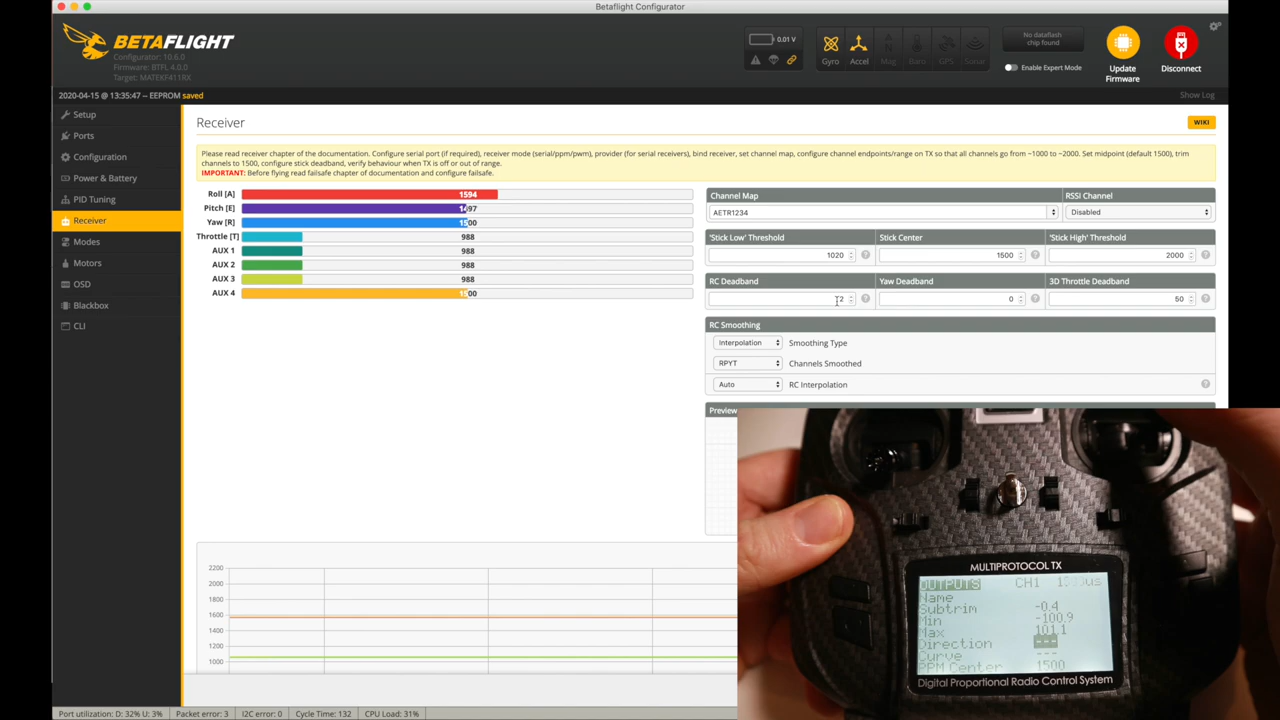 Betaflight Configurator
BETAFLIGHT
Configurator: 10.6.0
Firmware: BTFL 4.0.0
Target: MATEKF411RX
0.01 V
Gyro
Accel
Mag
Baro
GPS
Sonar
No dataflash
chip found
Enable Expert Mode
Update
Firmware
Disconnect
2020-04-15 @ 13:35:47 -- EEPROM saved
Show Log
Setup
Ports
Configuration
Power & Battery
PID Tuning
Receiver
Modes
Motors
OSD
Blackbox
CLI
Receiver
WIKI
Please read receiver chapter of the documentation. Configure serial port (if required), receiver mode (serial/ppm/pwm), provider (for serial receivers), bind receiver, set channel map, configure channel endpoints/range on TX so that all channels go from ~1000 to ~2000. Set midpoint (default 1500), trim
channels to 1500, configure stick deadband, verify behaviour when TX is off or out of range.
IMPORTANT: Before flying read failsafe chapter of documentation and configure failsafe.
Roll [A] 1594
Pitch [E] 1497
Yaw [R] 1500
Throttle [T] 988
AUX 1 988
AUX 2 988
AUX 3 988
AUX 4 1500
Channel Map
RSSI Channel
AETR1234
Disabled
'Stick Low' Threshold
Stick Center
'Stick High' Threshold
1020
1500
2000
RC Deadband
Yaw Deadband
3D Throttle Deadband
2
0
50
RC Smoothing
Interpolation Smoothing Type
RPYT Channels Smoothed
Auto RC Interpolation
Preview
2200
2000
1800
1600
1400
1200
1000
MULTIPROTOCOL TX
OUTPUTS CH1
Name
Subtrim -0.4
Min -100.9
Max 101.1
Direction ---
Curve ---
PPM Center 1500
Digital Proportional Radio Control System
Port utilization: D: 32% U: 3%
Packet error: 3
I2C error: 0
Cycle Time: 132
CPU Load: 31%